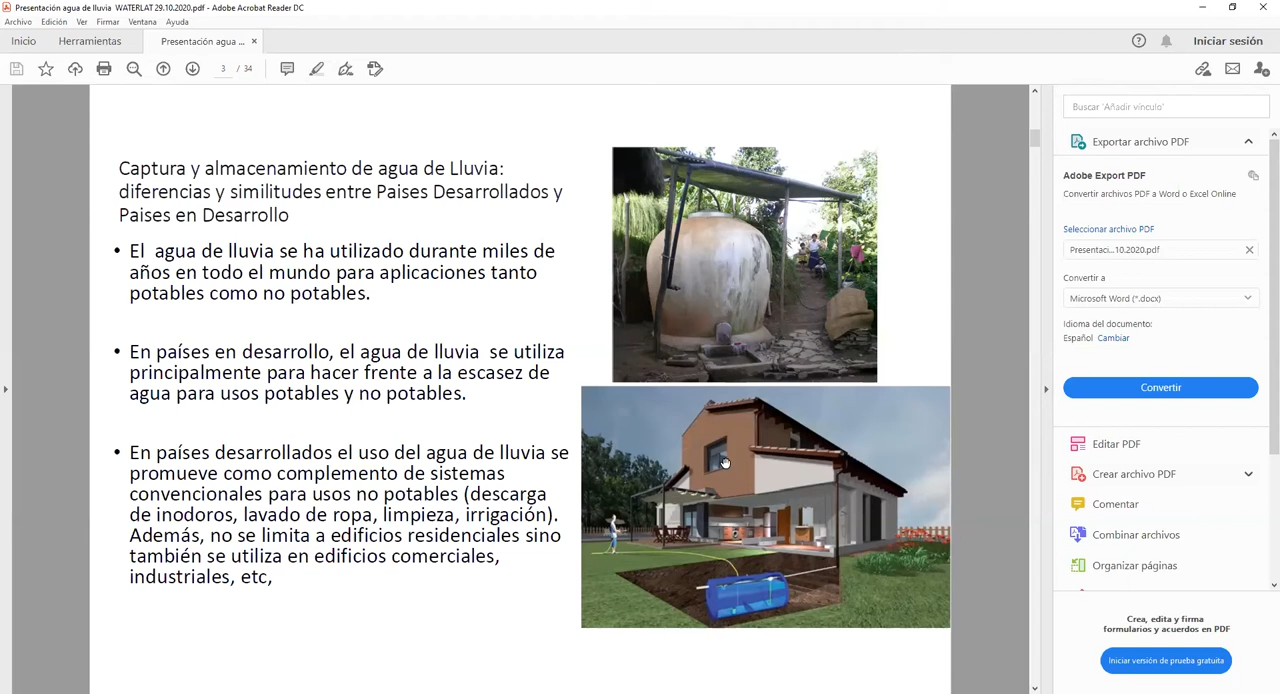 Presentación agua de lluvia WATERLAT 29.10.2020.pdf - Adobe Acrobat Reader DC
Archivo Edición Ver Firmar Ventana Ayuda
Inicio Herramientas Presentación agua ... × Iniciar sesión
3 / 34
Captura y almacenamiento de agua de Lluvia:
diferencias y similitudes entre Paises Desarrollados y
Paises en Desarrollo
• El agua de lluvia se ha utilizado durante miles de
años en todo el mundo para aplicaciones tanto
potables como no potables.
• En países en desarrollo, el agua de lluvia se utiliza
principalmente para hacer frente a la escasez de
agua para usos potables y no potables.
• En países desarrollados el uso del agua de lluvia se
promueve como complemento de sistemas
convencionales para usos no potables (descarga
de inodoros, lavado de ropa, limpieza, irrigación).
Además, no se limita a edificios residenciales sino
también se utiliza en edificios comerciales,
industriales, etc,
Buscar 'Añadir vínculo'
Exportar archivo PDF
Adobe Export PDF
Convertir archivos PDF a Word o Excel Online
Seleccionar archivo PDF
Presentaci...10.2020.pdf
Convertir a
Microsoft Word (*.docx)
Idioma del documento:
Español Cambiar
Convertir
Editar PDF
Crear archivo PDF
Comentar
Combinar archivos
Organizar páginas
Crea, edita y firma
formularios y acuerdos en PDF
Iniciar versión de prueba gratuita